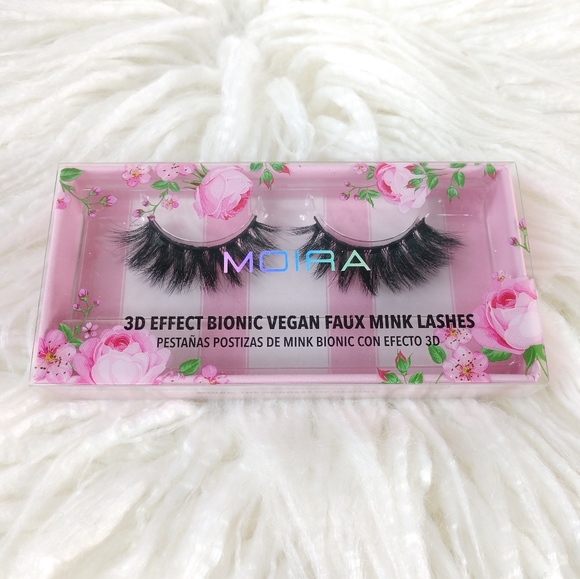 MOIRA
3D EFFECT BIONIC VEGAN FAUX MINK LASHES
PESTAÑAS POSTIZAS DE MINK BIONIC CON EFECTO 3D